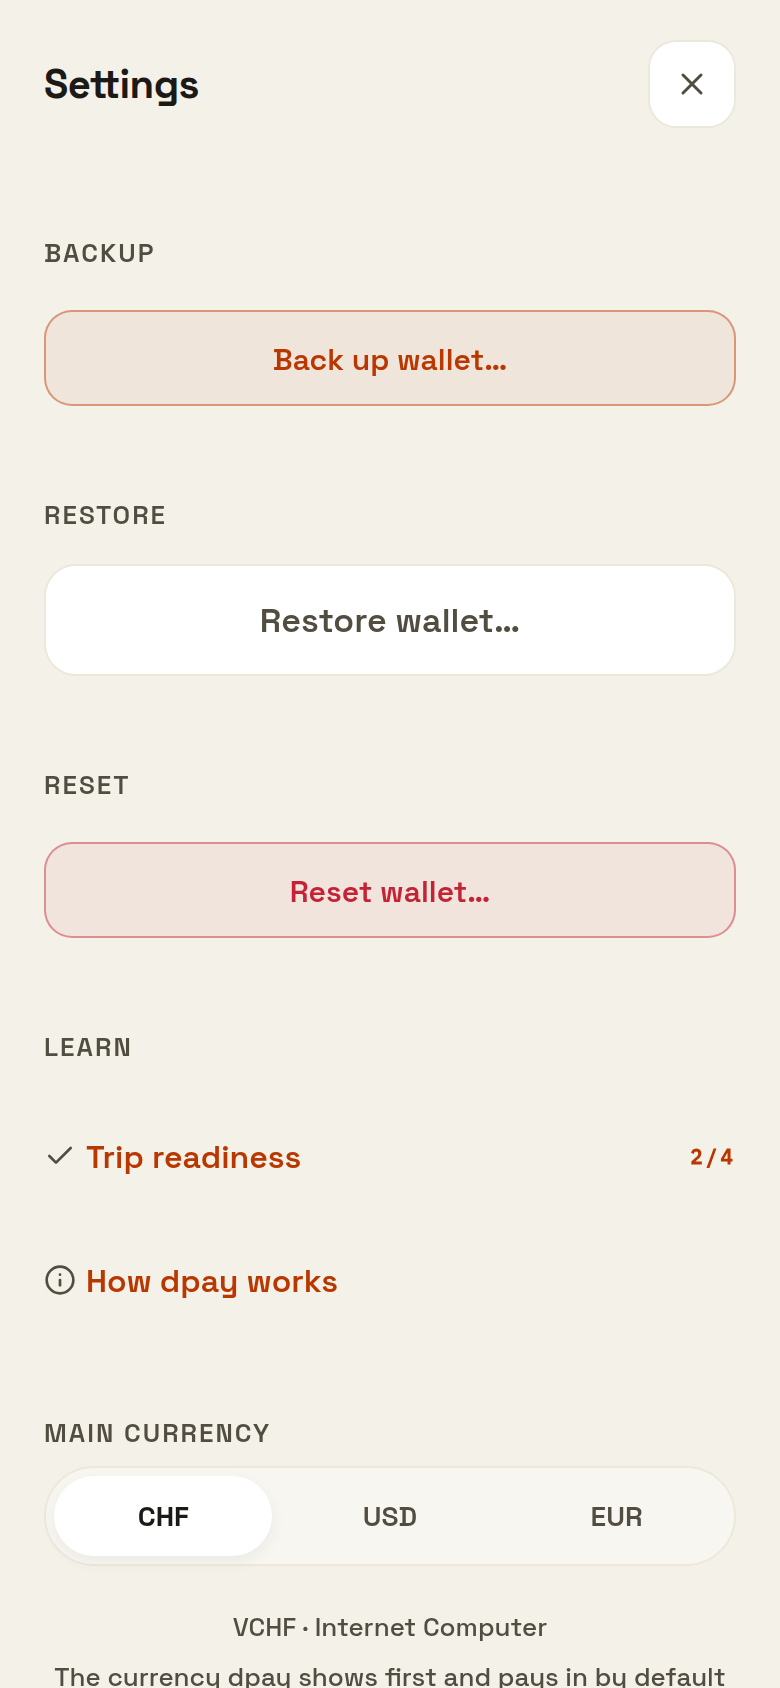 Settings
BACKUP
Back up wallet...
RESTORE
Restore wallet...
RESET
Reset wallet...
LEARN
Trip readiness 2/4
How dpay works
MAIN CURRENCY
CHF USD EUR
VCHF · Internet Computer
The currency dpay shows first and pays in by default